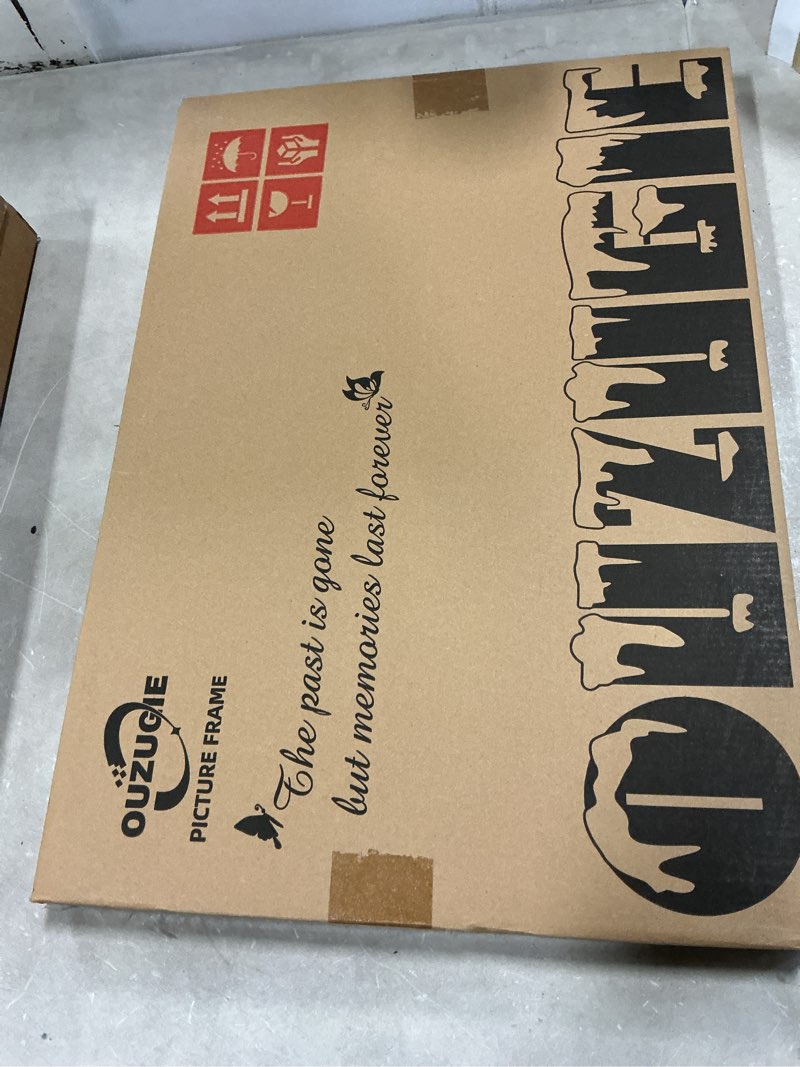 OUZUGIE
PICTURE FRAME
The past is gone
but memories last forever
OUZUGIE